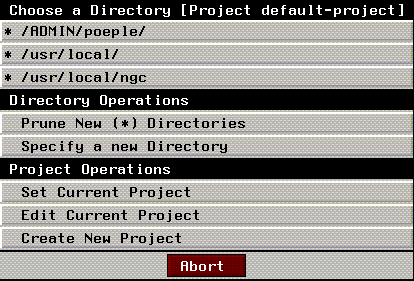 Choose a Directory [Project default-project]
* /ADMIN/poeple/
* /usr/local/
* /usr/local/ngc
Directory Operations
Prune New (*) Directories
Specify a new Directory
Project Operations
Set Current Project
Edit Current Project
Create New Project
Abort